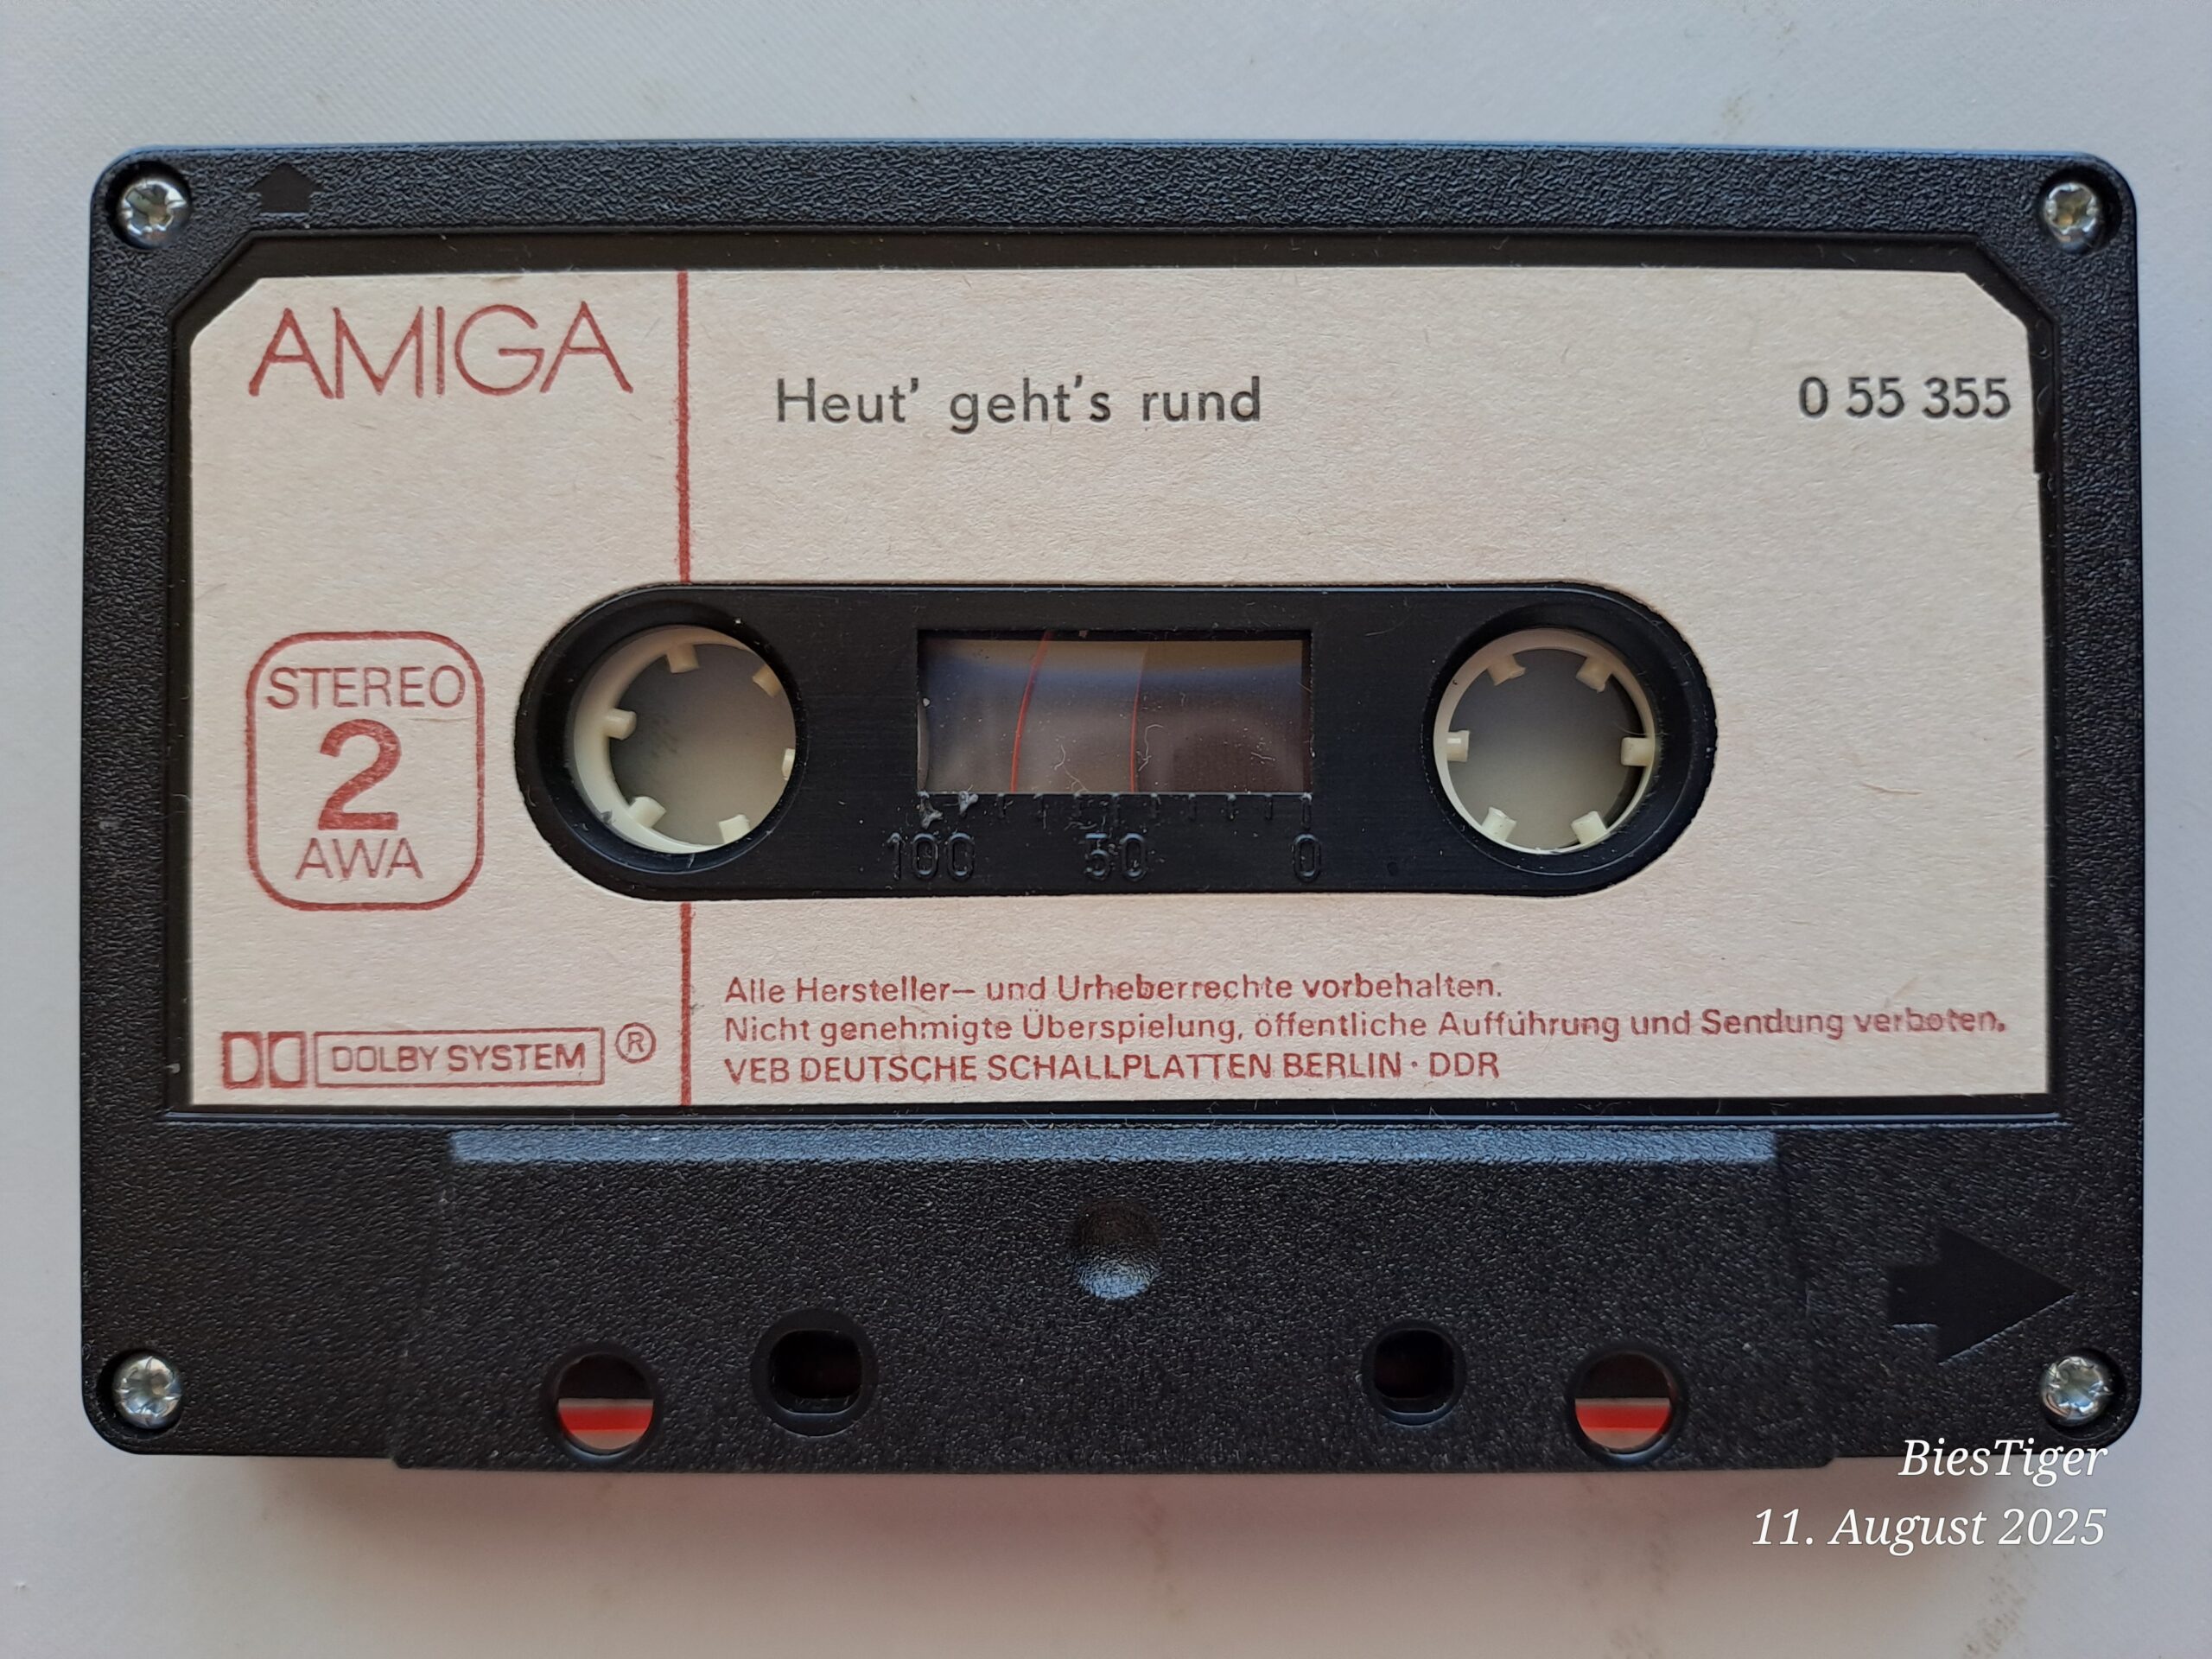 AMIGA
Heut' geht's rund
0 55 355
STEREO
2
AWA
100 50 0
DOLBY SYSTEM ®
Alle Hersteller– und Urheberrechte vorbehalten.
Nicht genehmigte Überspielung, öffentliche Aufführung und Sendung verboten.
VEB DEUTSCHE SCHALLPLATTEN BERLIN · DDR
BiesTiger
11. August 2025